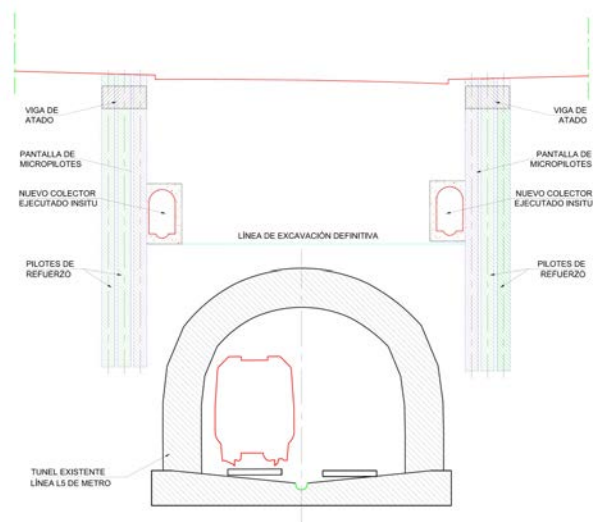 VIGA DE
ATADO
PANTALLA DE
MICROPILOTES
NUEVO COLECTOR
EJECUTADO INSITU
PILOTES DE
REFUERZO
TUNEL EXISTENTE
LÍNEA L5 DE METRO
LÍNEA DE EXCAVACIÓN DEFINITIVA
VIGA DE
ATADO
PANTALLA DE
MICROPILOTES
NUEVO COLECTOR
EJECUTADO INSITU
PILOTES DE
REFUERZO